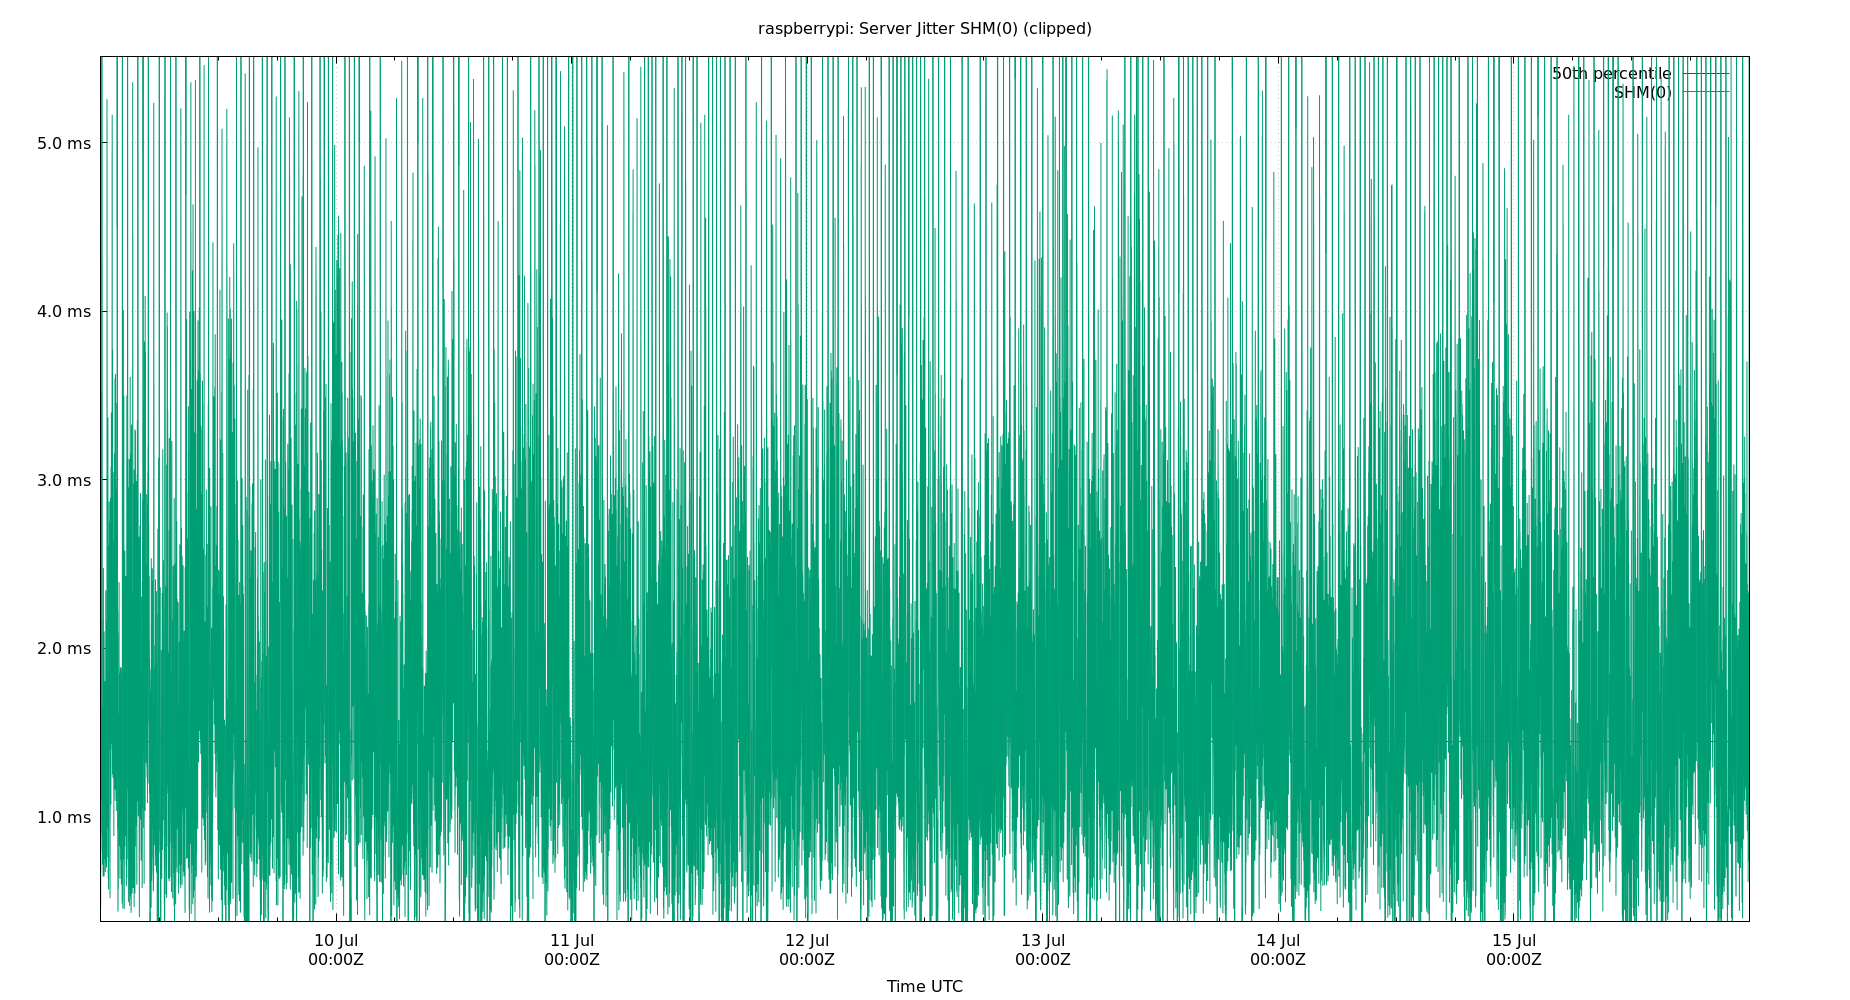 raspberrypi: Server Jitter SHM(0) (clipped)
50th percentile
SHM(0)
5.0 ms
4.0 ms
3.0 ms
2.0 ms
1.0 ms
10 Jul 11 Jul 12 Jul 13 Jul 14 Jul 15 Jul
00:00Z 00:00Z 00:00Z 00:00Z 00:00Z 00:00Z
Time UTC